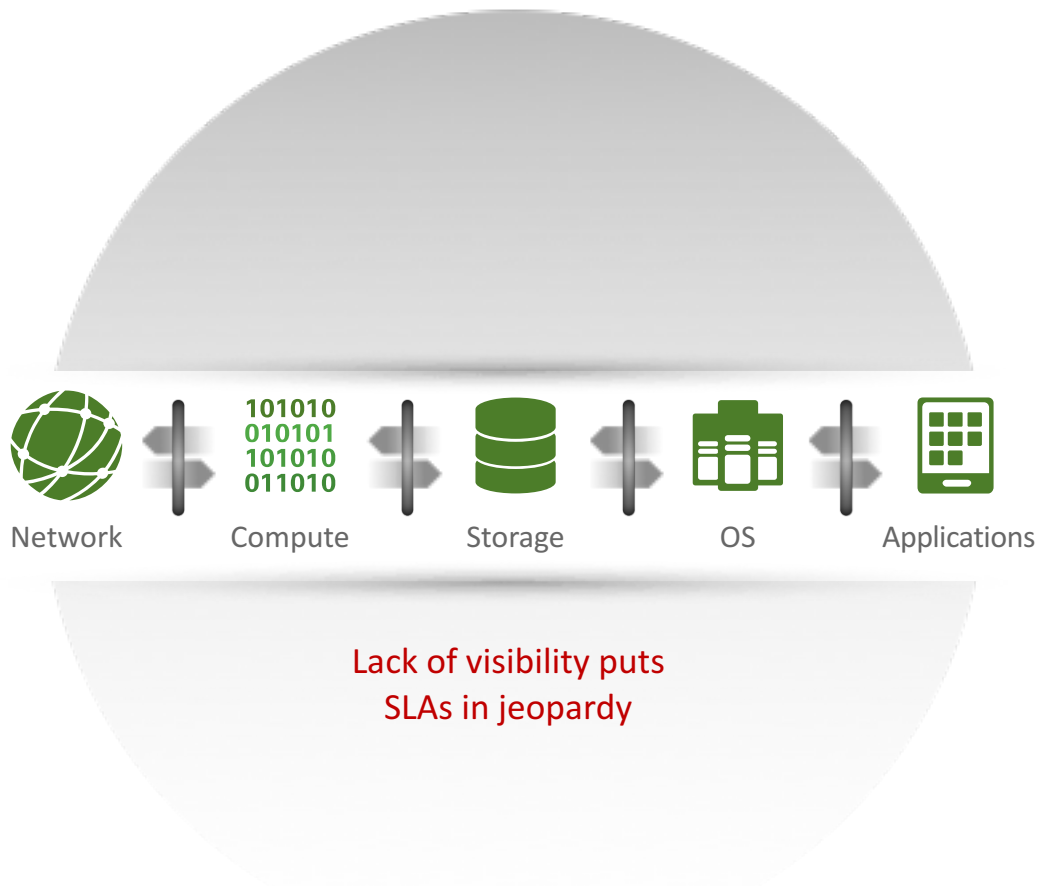 101010
010101
101010
011010
Network
Compute
Storage
OS
Applications
Lack of visibility puts
SLAs in jeopardy